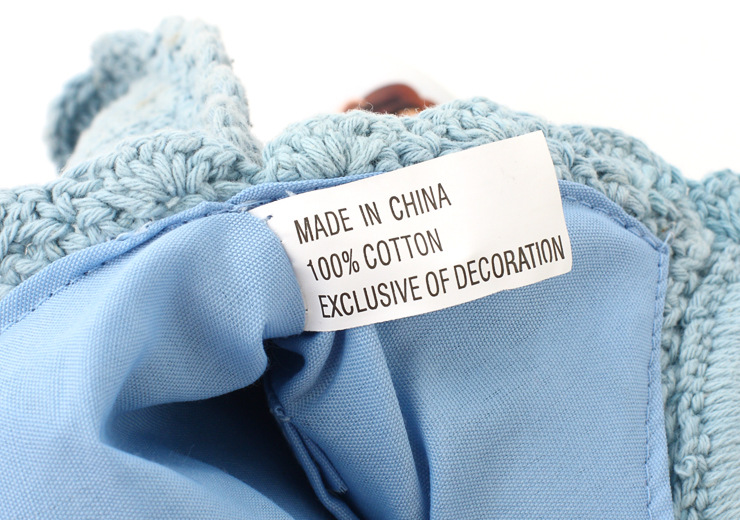 MADE IN CHINA
100% COTTON
EXCLUSIVE OF DECORATION